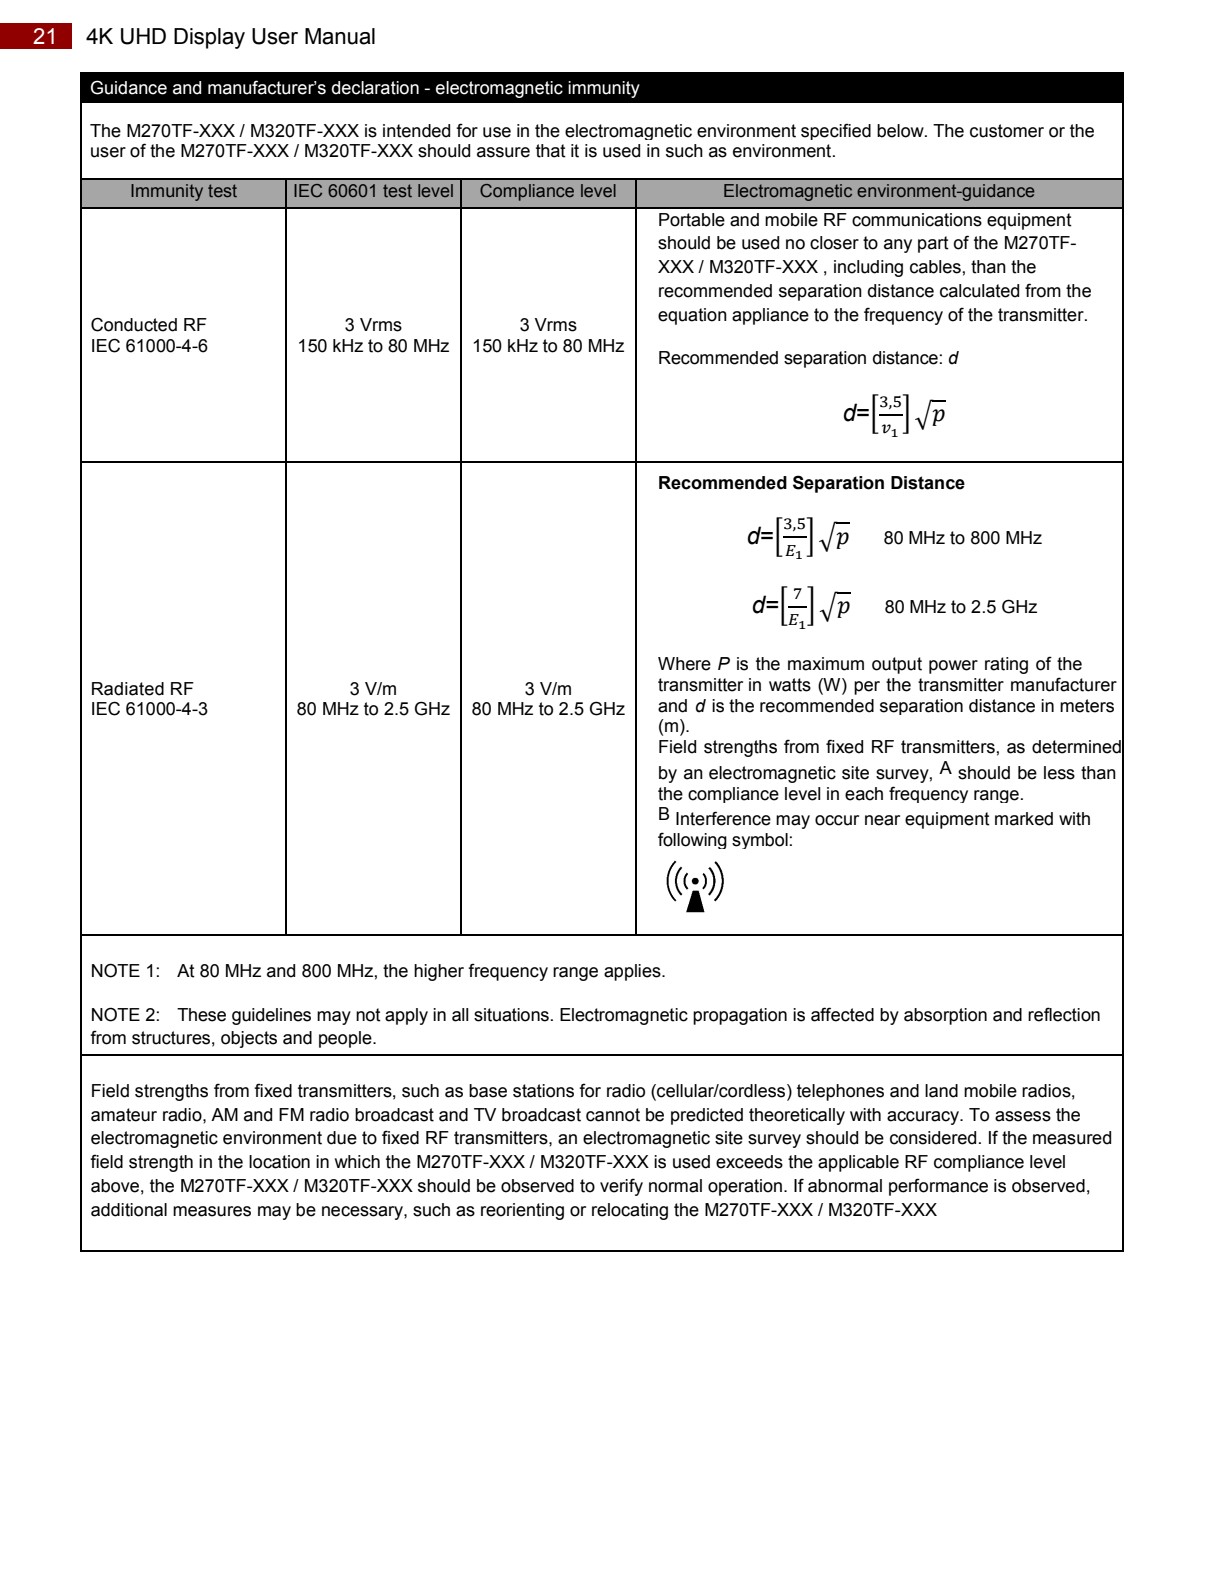 21 4K UHD Display User Manual
Guidance and manufacturer's declaration - electromagnetic immunity
The M270TF-XXX / M320TF-XXX is intended for use in the electromagnetic environment specified below. The customer or the
user of the M270TF-XXX / M320TF-XXX should assure that it is used in such as environment.
Immunity test IEC 60601 test level Compliance level Electromagnetic environment-guidance
Conducted RF
IEC 61000-4-6
3 Vrms
150 kHz to 80 MHz
3 Vrms
150 kHz to 80 MHz
Portable and mobile RF communications equipment
should be used no closer to any part of the M270TF-
XXX / M320TF-XXX , including cables, than the
recommended separation distance calculated from the
equation appliance to the frequency of the transmitter.
Recommended separation distance: d
d=[3,5/v₁]√p
Radiated RF
IEC 61000-4-3
3 V/m
80 MHz to 2.5 GHz
3 V/m
80 MHz to 2.5 GHz
Recommended Separation Distance
d=[3,5/E₁]√p 80 MHz to 800 MHz
d=[7/E₁]√p 80 MHz to 2.5 GHz
Where P is the maximum output power rating of the
transmitter in watts (W) per the transmitter manufacturer
and d is the recommended separation distance in meters
(m).
Field strengths from fixed RF transmitters, as determined
by an electromagnetic site survey, A should be less than
the compliance level in each frequency range.
B Interference may occur near equipment marked with
following symbol:
NOTE 1: At 80 MHz and 800 MHz, the higher frequency range applies.
NOTE 2: These guidelines may not apply in all situations. Electromagnetic propagation is affected by absorption and reflection
from structures, objects and people.
Field strengths from fixed transmitters, such as base stations for radio (cellular/cordless) telephones and land mobile radios,
amateur radio, AM and FM radio broadcast and TV broadcast cannot be predicted theoretically with accuracy. To assess the
electromagnetic environment due to fixed RF transmitters, an electromagnetic site survey should be considered. If the measured
field strength in the location in which the M270TF-XXX / M320TF-XXX is used exceeds the applicable RF compliance level
above, the M270TF-XXX / M320TF-XXX should be observed to verify normal operation. If abnormal performance is observed,
additional measures may be necessary, such as reorienting or relocating the M270TF-XXX / M320TF-XXX